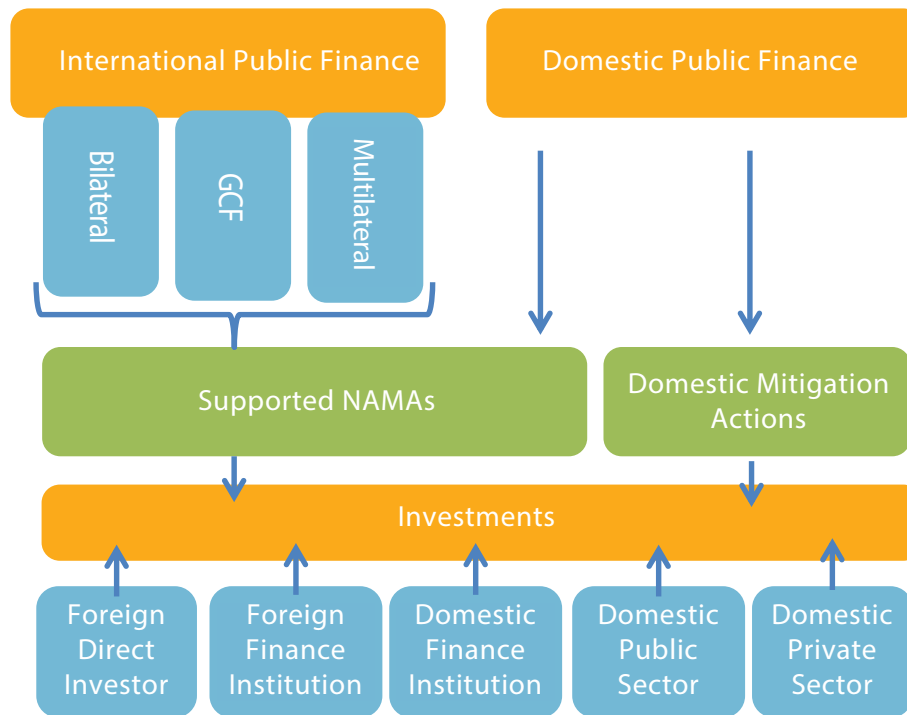 International Public Finance
Domestic Public Finance
Bilateral
GCF
Multilateral
Supported NAMAs
Domestic Mitigation
Actions
Investments
Foreign
Direct
Investor
Foreign
Finance
Institution
Domestic
Finance
Institution
Domestic
Public
Sector
Domestic
Private
Sector